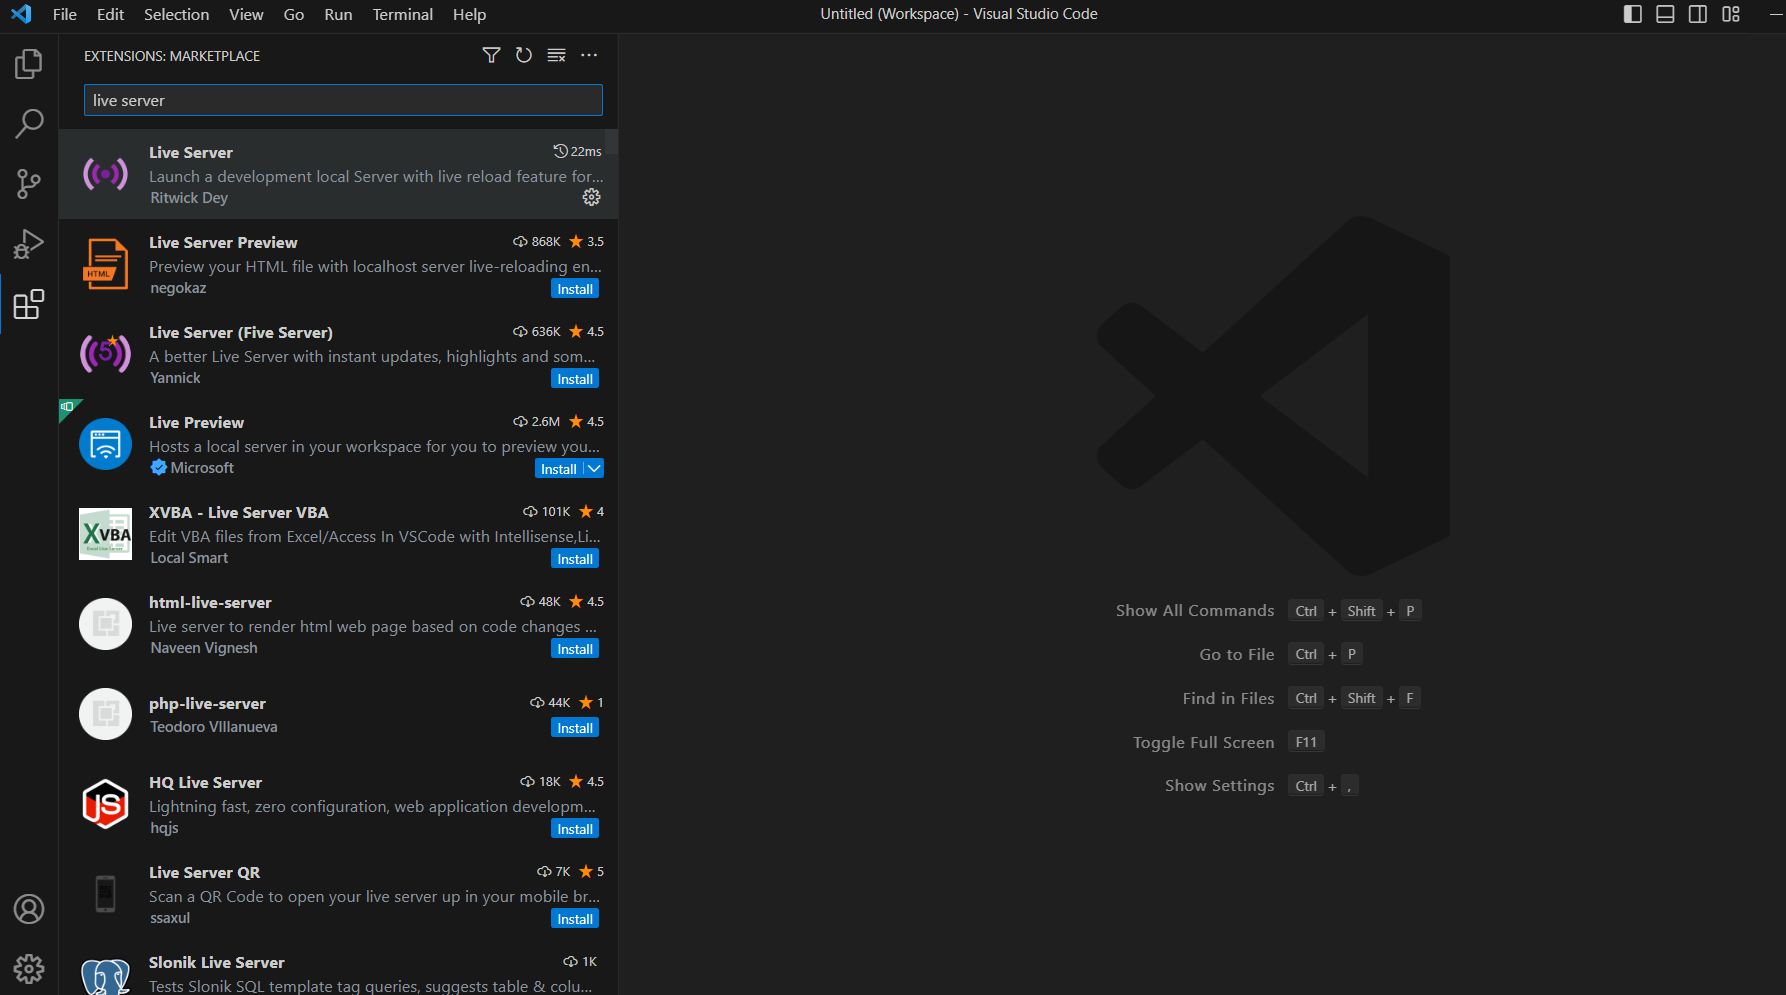 File Edit Selection View Go Run Terminal Help
Untitled (Workspace) - Visual Studio Code
EXTENSIONS: MARKETPLACE
live server
Live Server 22ms
Launch a development local Server with live reload feature for...
Ritwick Dey
Live Server Preview 868K 3.5
Preview your HTML file with localhost server live-reloading en...
negokaz Install
HTML
Live Server (Five Server) 636K 4.5
A better Live Server with instant updates, highlights and som...
Yannick Install
5
Live Preview 2.6M 4.5
Hosts a local server in your workspace for you to preview you...
Microsoft Install
XVBA - Live Server VBA 101K 4
Edit VBA files from Excel/Access In VSCode with Intellisense,Li...
Local Smart Install
XVBA
html-live-server 48K 4.5
Live server to render html web page based on code changes ...
Naveen Vignesh Install
php-live-server 44K 1
Teodoro VIllanueva Install
HQ Live Server 18K 4.5
Lightning fast, zero configuration, web application developm...
hqjs Install
JS
Live Server QR 7K 5
Scan a QR Code to open your live server up in your mobile br...
ssaxul Install
Slonik Live Server 1K
Tests Slonik SQL template tag queries, suggests table & colu...
Show All Commands Ctrl + Shift + P
Go to File Ctrl + P
Find in Files Ctrl + Shift + F
Toggle Full Screen F11
Show Settings Ctrl + ,